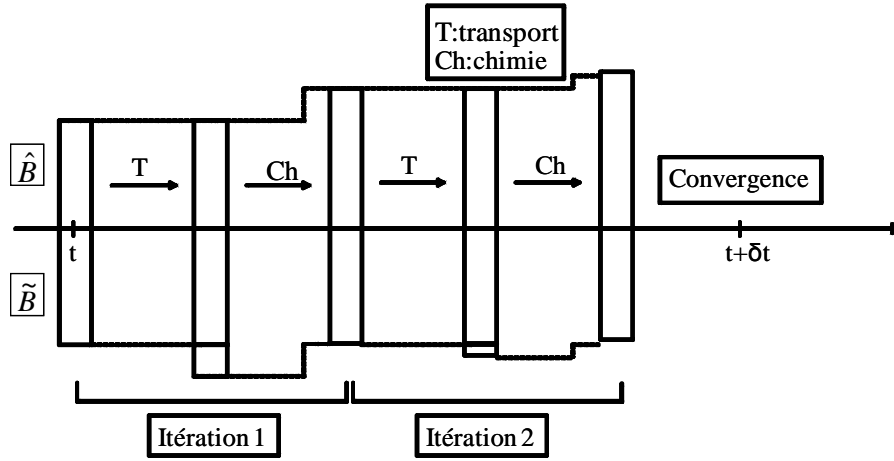 T:transport
Ch:chimie
B̂
T
Ch
T
Ch
Convergence
t
t+δt
B̃
Itération 1
Itération 2